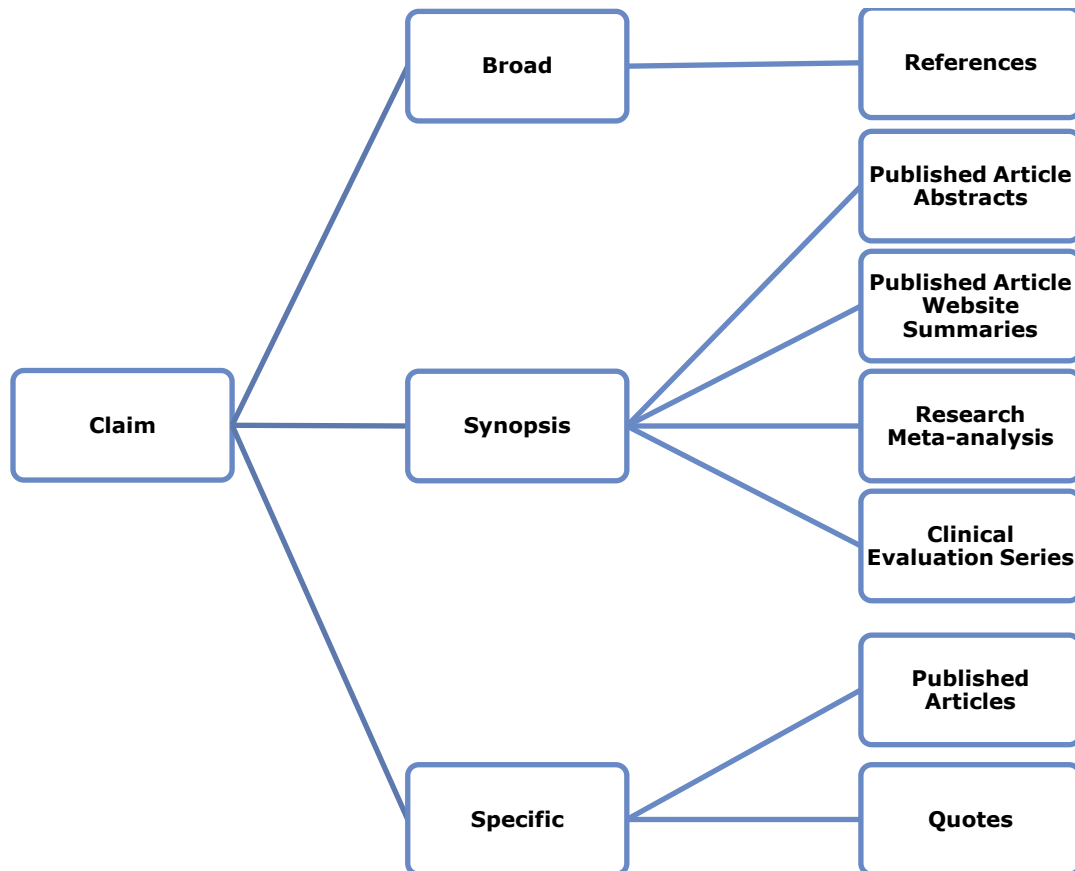 Broad
References
Published Article
Abstracts
Published Article
Website
Summaries
Claim
Synopsis
Research
Meta-analysis
Clinical
Evaluation Series
Published
Articles
Specific
Quotes